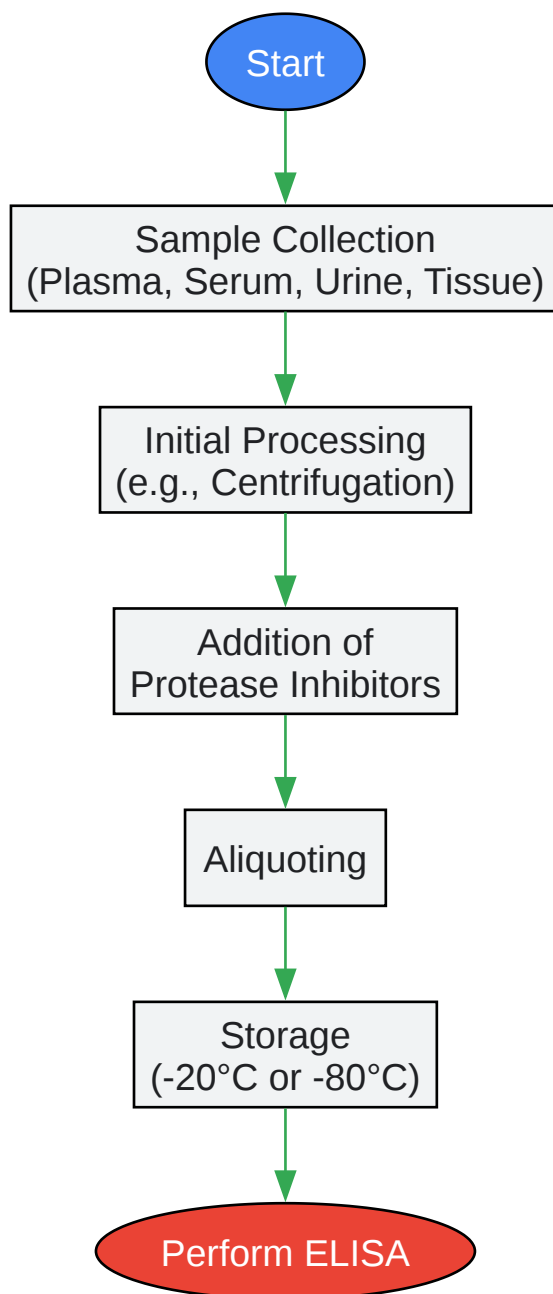 Start
Sample Collection
(Plasma, Serum, Urine, Tissue)
Initial Processing
(e.g., Centrifugation)
Addition of
Protease Inhibitors
Aliquoting
Storage
(-20°C or -80°C)
Perform ELISA